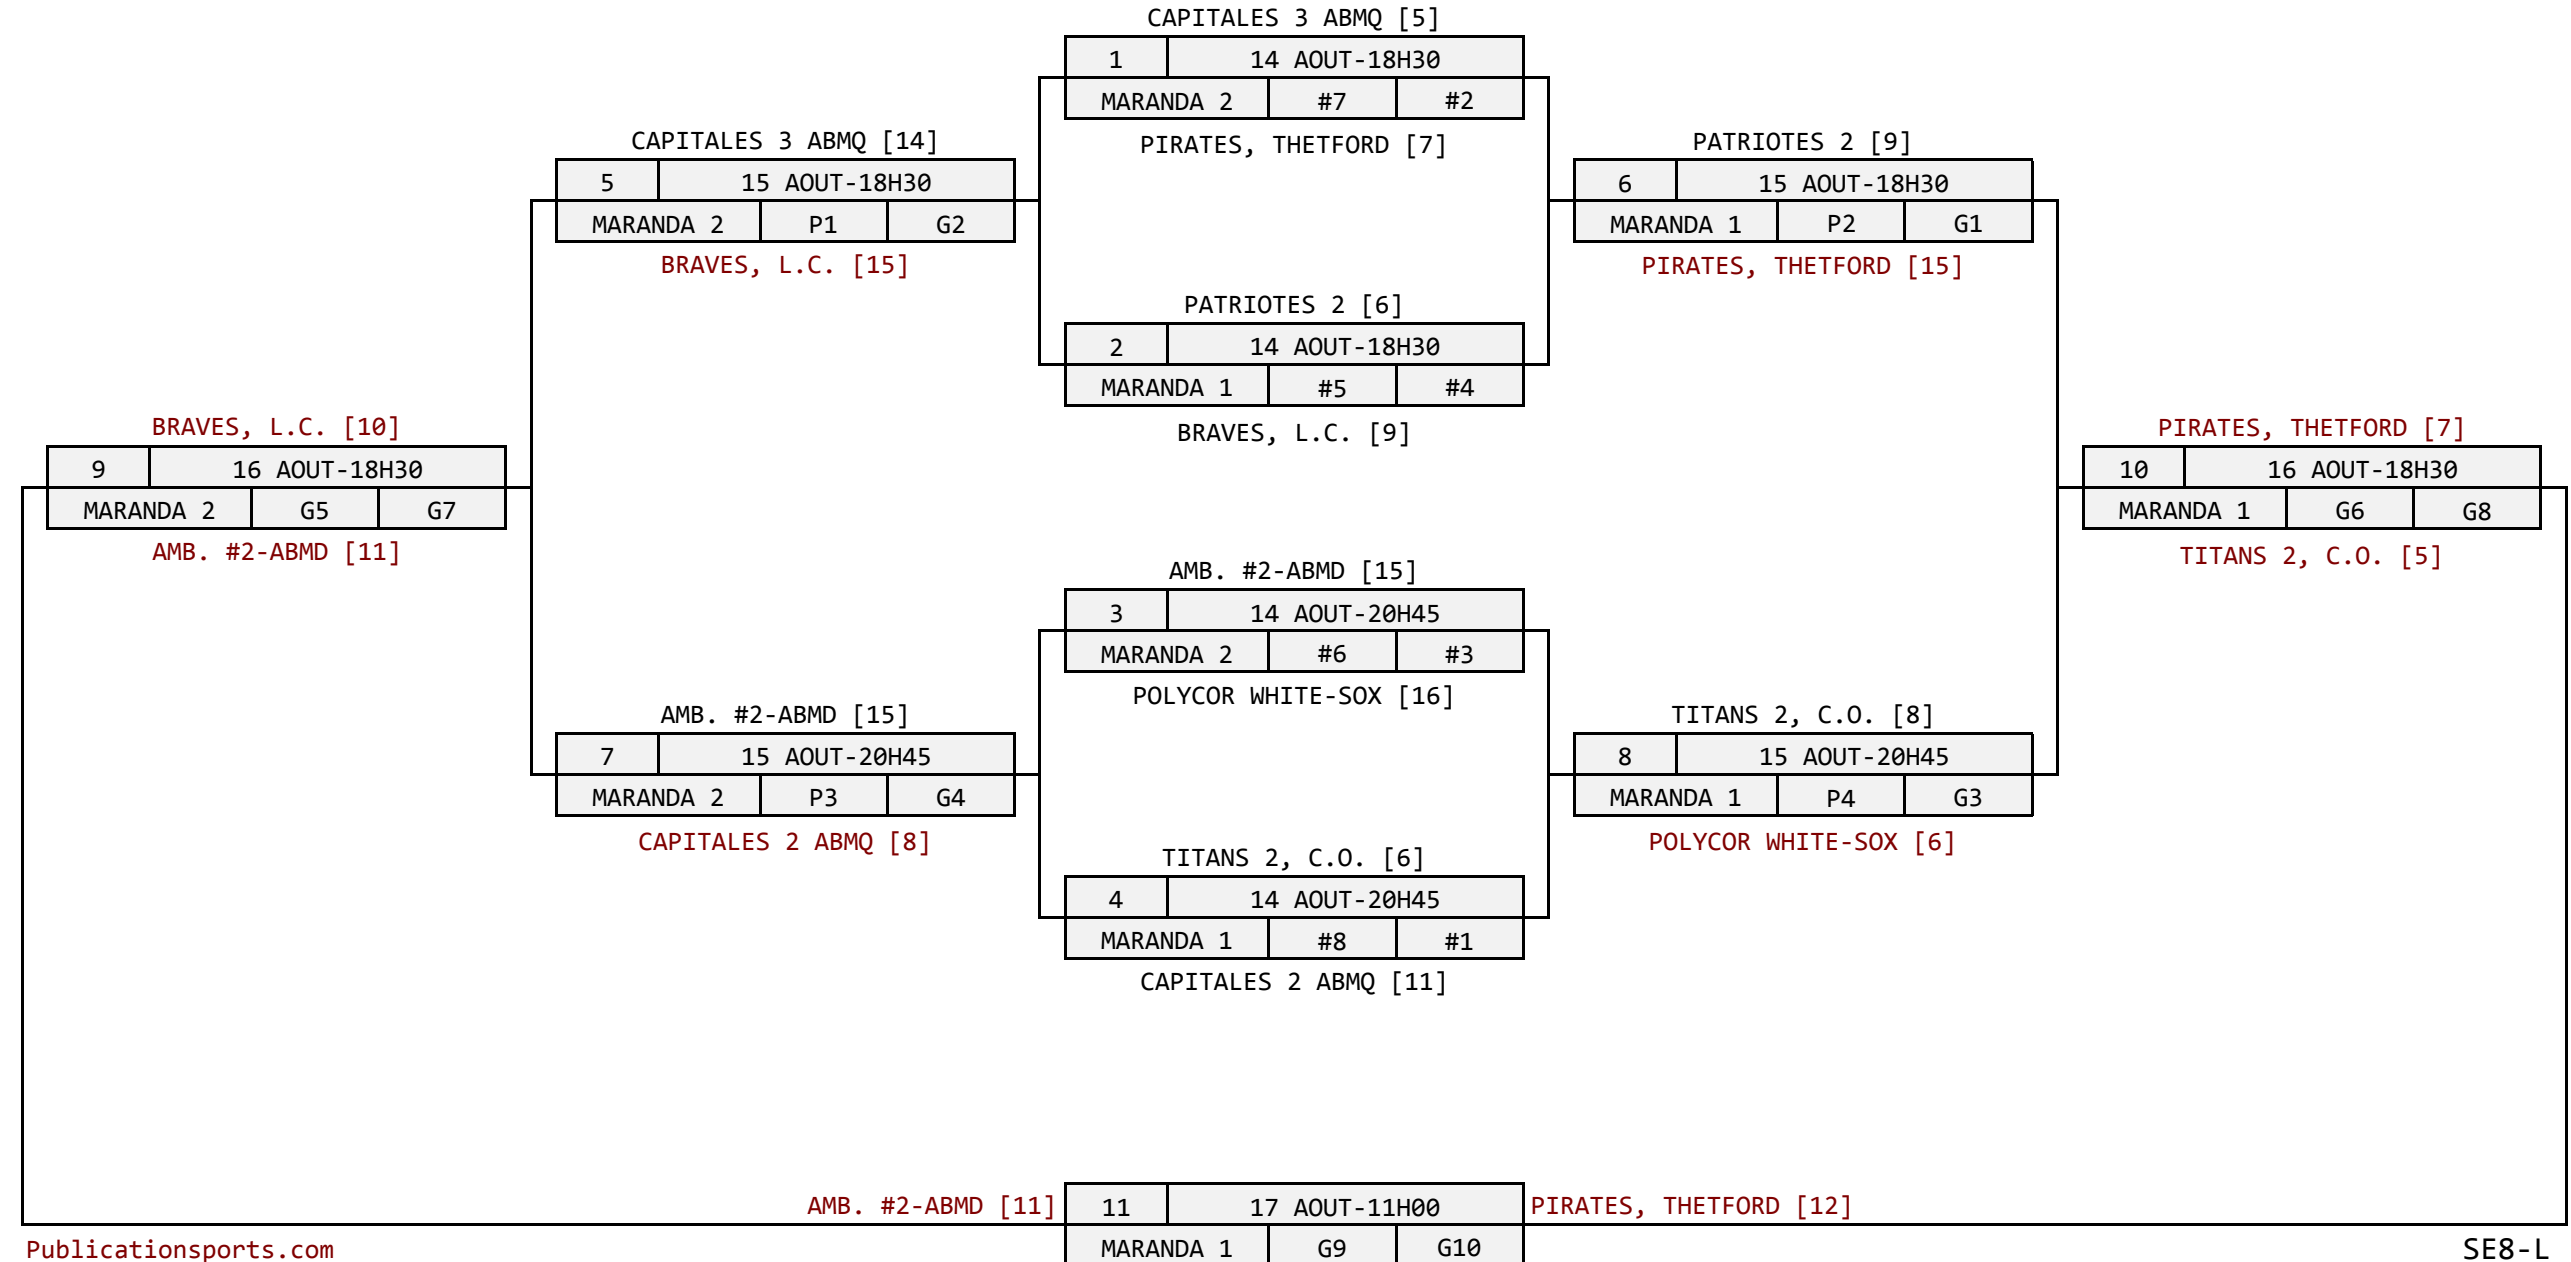 CAPITALES 3 ABMQ [5]
1 14 AOUT-18H30
MARANDA 2 #7 #2
PIRATES, THETFORD [7]
CAPITALES 3 ABMQ [14]
5 15 AOUT-18H30
MARANDA 2 P1 G2
BRAVES, L.C. [15]
PATRIOTES 2 [9]
6 15 AOUT-18H30
MARANDA 1 P2 G1
PIRATES, THETFORD [15]
PATRIOTES 2 [6]
2 14 AOUT-18H30
MARANDA 1 #5 #4
BRAVES, L.C. [9]
BRAVES, L.C. [10]
9 16 AOUT-18H30
MARANDA 2 G5 G7
AMB. #2-ABMD [11]
PIRATES, THETFORD [7]
10 16 AOUT-18H30
MARANDA 1 G6 G8
TITANS 2, C.O. [5]
AMB. #2-ABMD [15]
3 14 AOUT-20H45
MARANDA 2 #6 #3
POLYCOR WHITE-SOX [16]
AMB. #2-ABMD [15]
7 15 AOUT-20H45
MARANDA 2 P3 G4
CAPITALES 2 ABMQ [8]
TITANS 2, C.O. [8]
8 15 AOUT-20H45
MARANDA 1 P4 G3
POLYCOR WHITE-SOX [6]
TITANS 2, C.O. [6]
4 14 AOUT-20H45
MARANDA 1 #8 #1
CAPITALES 2 ABMQ [11]
AMB. #2-ABMD [11] 11 17 AOUT-11H00 PIRATES, THETFORD [12]
MARANDA 1 G9 G10
Publicationsports.com
SE8-L